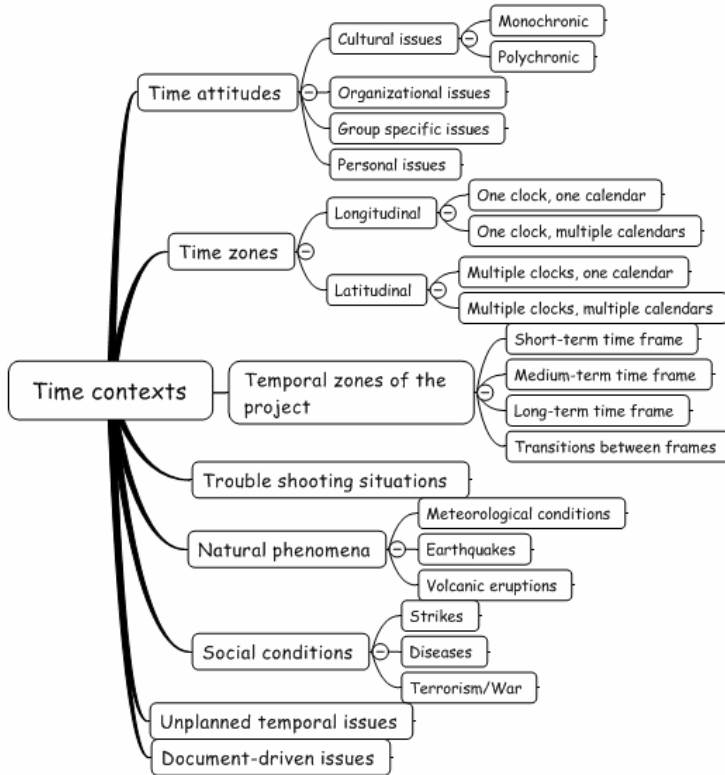 Monochronic
Cultural issues
Polychronic
Time attitudes
Organizational issues
Group specific issues
Personal issues
One clock, one calendar
Longitudinal
One clock, multiple calendars
Time zones
Multiple clocks, one calendar
Latitudinal
Multiple clocks, multiple calendars
Short-term time frame
Time contexts
Temporal zones of the
project
Medium-term time frame
Long-term time frame
Transitions between frames
Trouble shooting situations
Meteorological conditions
Natural phenomena
Earthquakes
Volcanic eruptions
Strikes
Social conditions
Diseases
Terrorism/War
Unplanned temporal issues
Document-driven issues